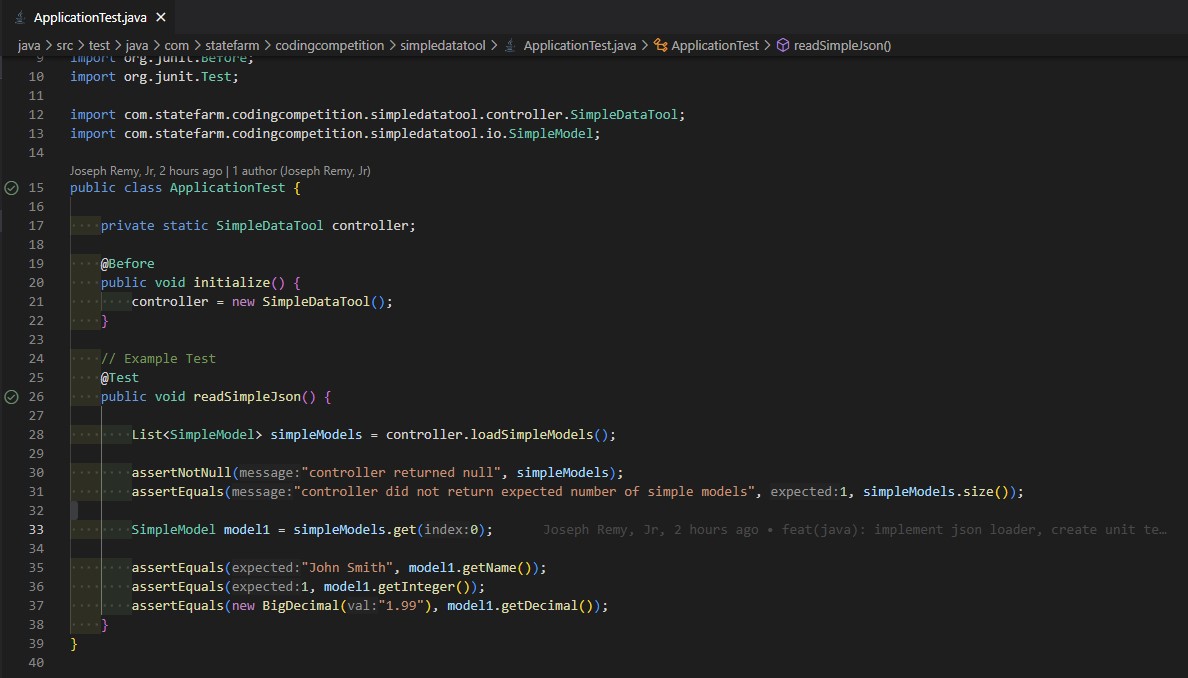 ApplicationTest.java ×
java > src > test > java > com > statefarm > codingcompetition > simpledatatool > ApplicationTest.java > ApplicationTest > readSimpleJson()
9 import org.junit.Before;
10 import org.junit.Test;
11
12 import com.statefarm.codingcompetition.simpledatatool.controller.SimpleDataTool;
13 import com.statefarm.codingcompetition.simpledatatool.io.SimpleModel;
14
Joseph Remy, Jr, 2 hours ago | 1 author (Joseph Remy, Jr)
15 public class ApplicationTest {
16
17 private static SimpleDataTool controller;
18
19 @Before
20 public void initialize() {
21 controller = new SimpleDataTool();
22 }
23
24 // Example Test
25 @Test
26 public void readSimpleJson() {
27
28 List<SimpleModel> simpleModels = controller.loadSimpleModels();
29
30 assertNotNull(message:"controller returned null", simpleModels);
31 assertEquals(message:"controller did not return expected number of simple models", expected:1, simpleModels.size());
32
33 SimpleModel model1 = simpleModels.get(index:0); Joseph Remy, Jr, 2 hours ago • feat(java): implement json loader, create unit te…
34
35 assertEquals(expected:"John Smith", model1.getName());
36 assertEquals(expected:1, model1.getInteger());
37 assertEquals(new BigDecimal(val:"1.99"), model1.getDecimal());
38 }
39 }
40